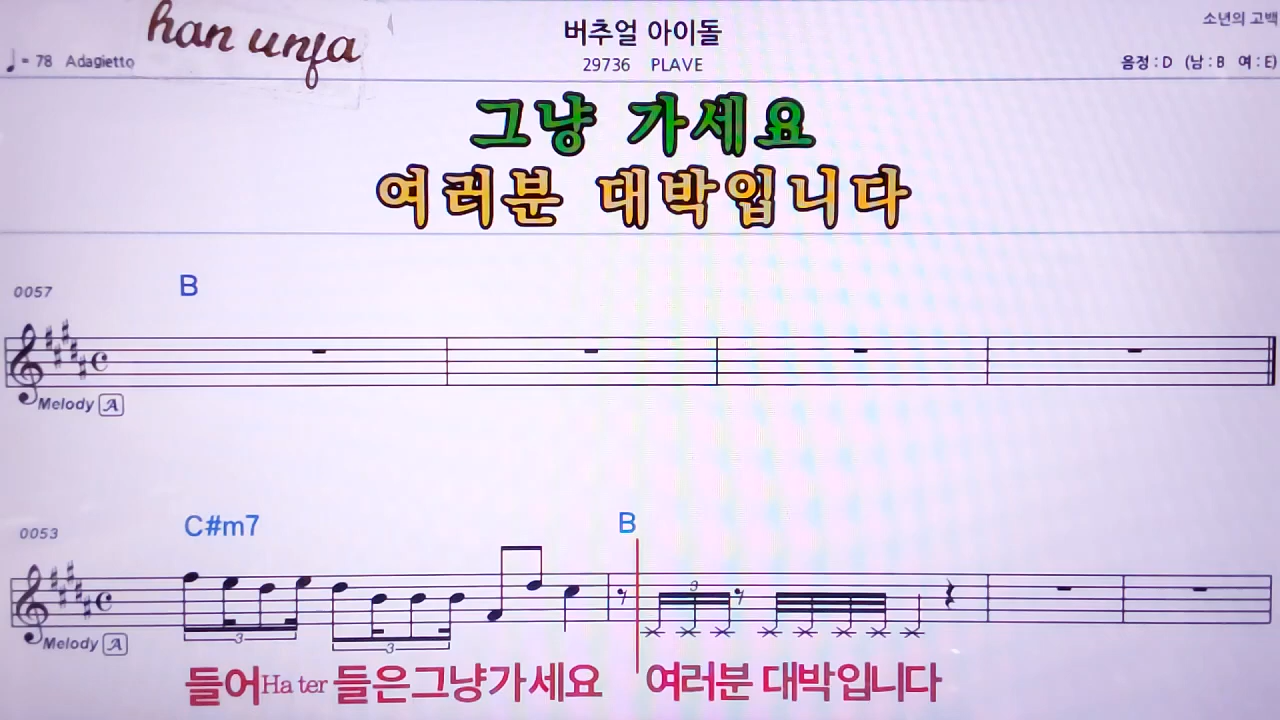 han unfa
버추얼 아이돌
소년의 고백
♩= 78 Adagietto
29736 PLAVE
음정 : D (남 : B 여 : E)
그냥 가세요
여러분 대박입니다
0057
B
Melody A
0053
C#m7
B
3
3
3
Melody A
들어Ha ter 들은그냥가세요 여러분 대박입니다